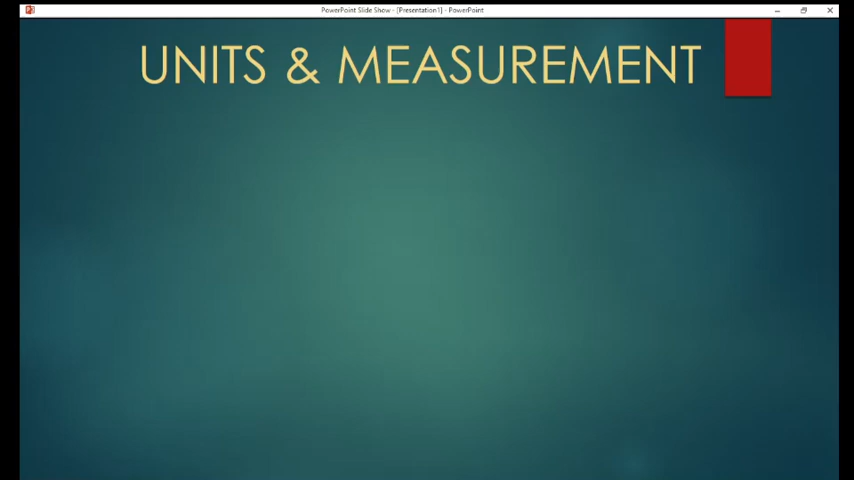 PowerPoint Slide Show - [Presentation1] - PowerPoint
UNITS & MEASUREMENT